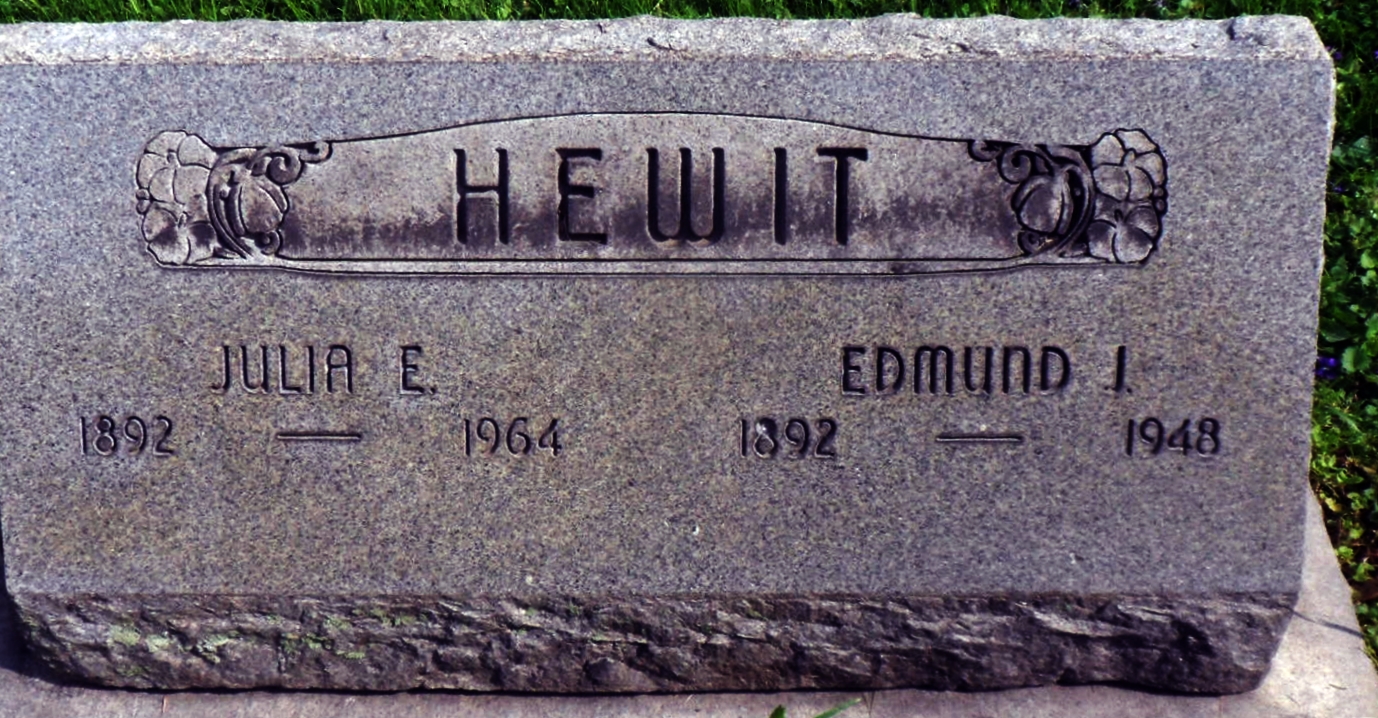 HEWIT
JULIA E.
1892 — 1964
EDMUND J.
1892 — 1948